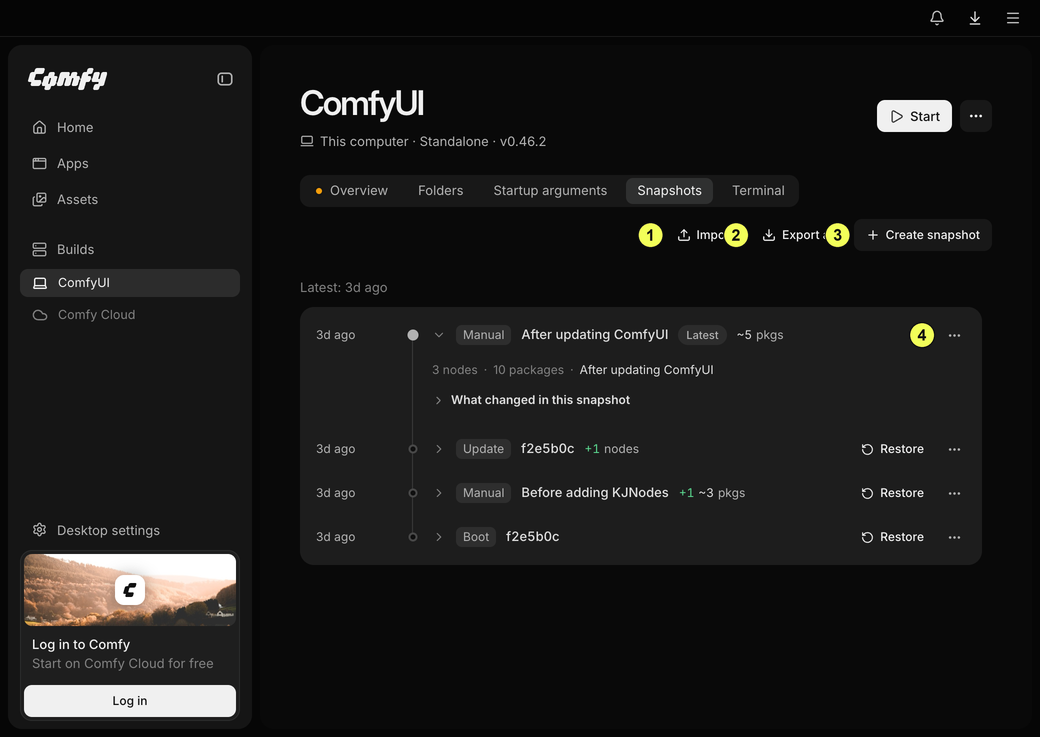 Comfy
ComfyUI
Start
This computer · Standalone · v0.46.2
Home
Apps
Assets
Builds
ComfyUI
Comfy Cloud
Overview
Folders
Startup arguments
Snapshots
Terminal
1
2
Export
3
Create snapshot
Latest: 3d ago
3d ago Manual After updating ComfyUI Latest ~5 pkgs 4
3 nodes · 10 packages · After updating ComfyUI
What changed in this snapshot
3d ago Update f2e5b0c +1 nodes Restore
3d ago Manual Before adding KJNodes +1 ~3 pkgs Restore
3d ago Boot f2e5b0c Restore
Desktop settings
Log in to Comfy
Start on Comfy Cloud for free
Log in